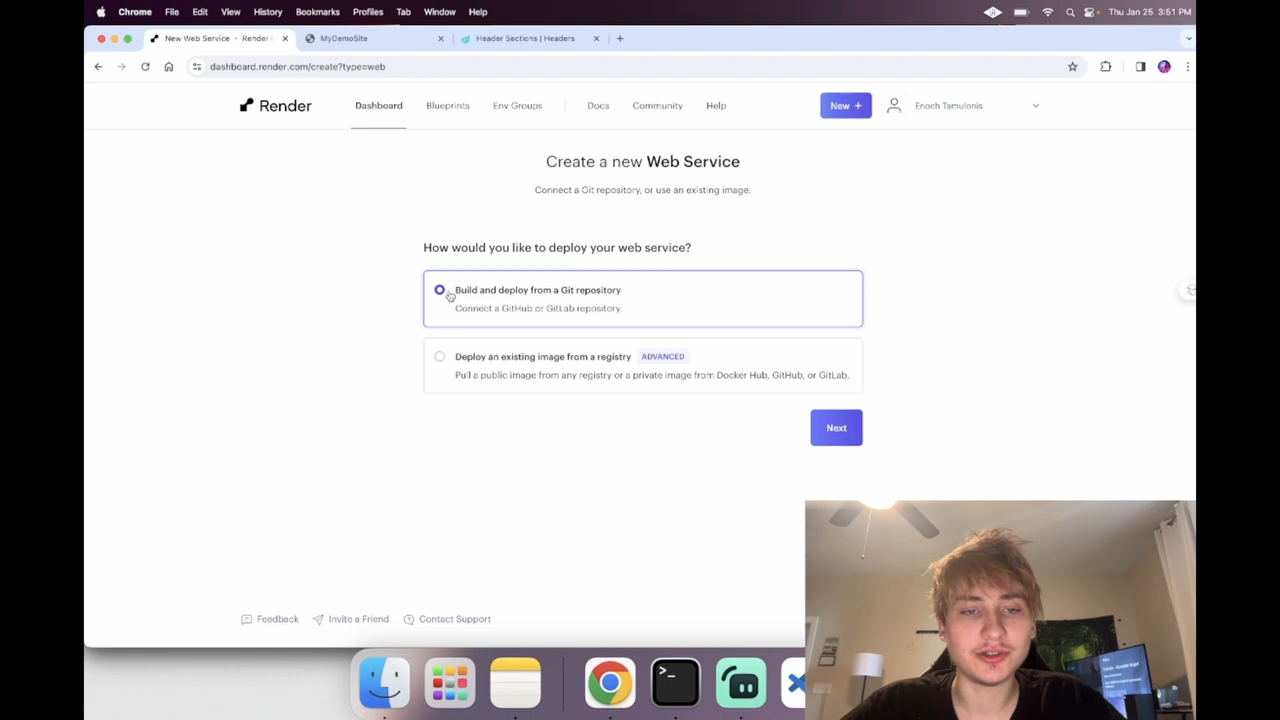 Chrome File Edit View History Bookmarks Profiles Tab Window Help Thu Jan 25 3:51 PM
New Web Service - Render MyDemoSite Header Sections | Headers
dashboard.render.com/create?type=web
Render Dashboard Blueprints Env Groups Docs Community Help New + Enoch Tamulonis
Create a new Web Service
Connect a Git repository, or use an existing image.
How would you like to deploy your web service?
Build and deploy from a Git repository
Connect a GitHub or GitLab repository.
Deploy an existing image from a registry ADVANCED
Pull a public image from any registry or a private image from Docker Hub, GitHub, or GitLab.
Next
Feedback Invite a Friend Contact Support